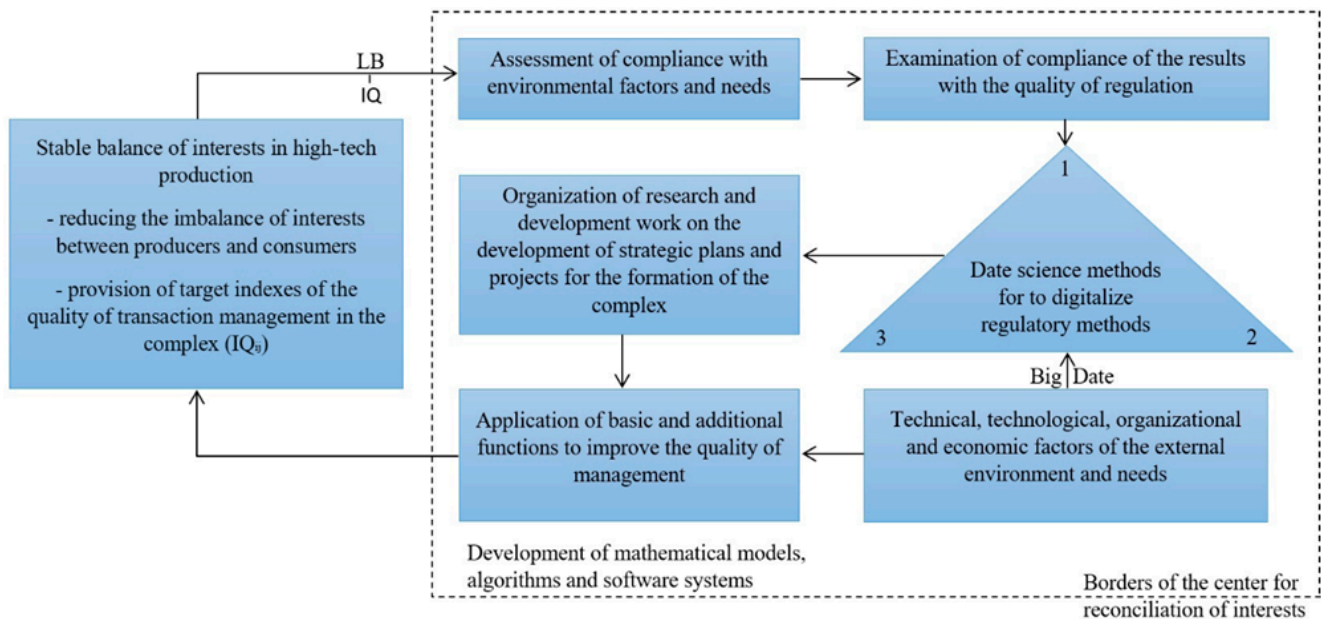 LB
IQ
Stable balance of interests in high-tech
production
- reducing the imbalance of interests
between producers and consumers
- provision of target indexes of the
quality of transaction management in the
complex (IQᵢⱼ)
Assessment of compliance with
environmental factors and needs
Examination of compliance of the results
with the quality of regulation
Organization of research and
development work on the
development of strategic plans and
projects for the formation of the
complex
1
Date science methods
for to digitalize
regulatory methods
3
2
Big Date
Application of basic and additional
functions to improve the quality of
management
Technical, technological, organizational
and economic factors of the external
environment and needs
Development of mathematical models,
algorithms and software systems
Borders of the center for
reconciliation of interests